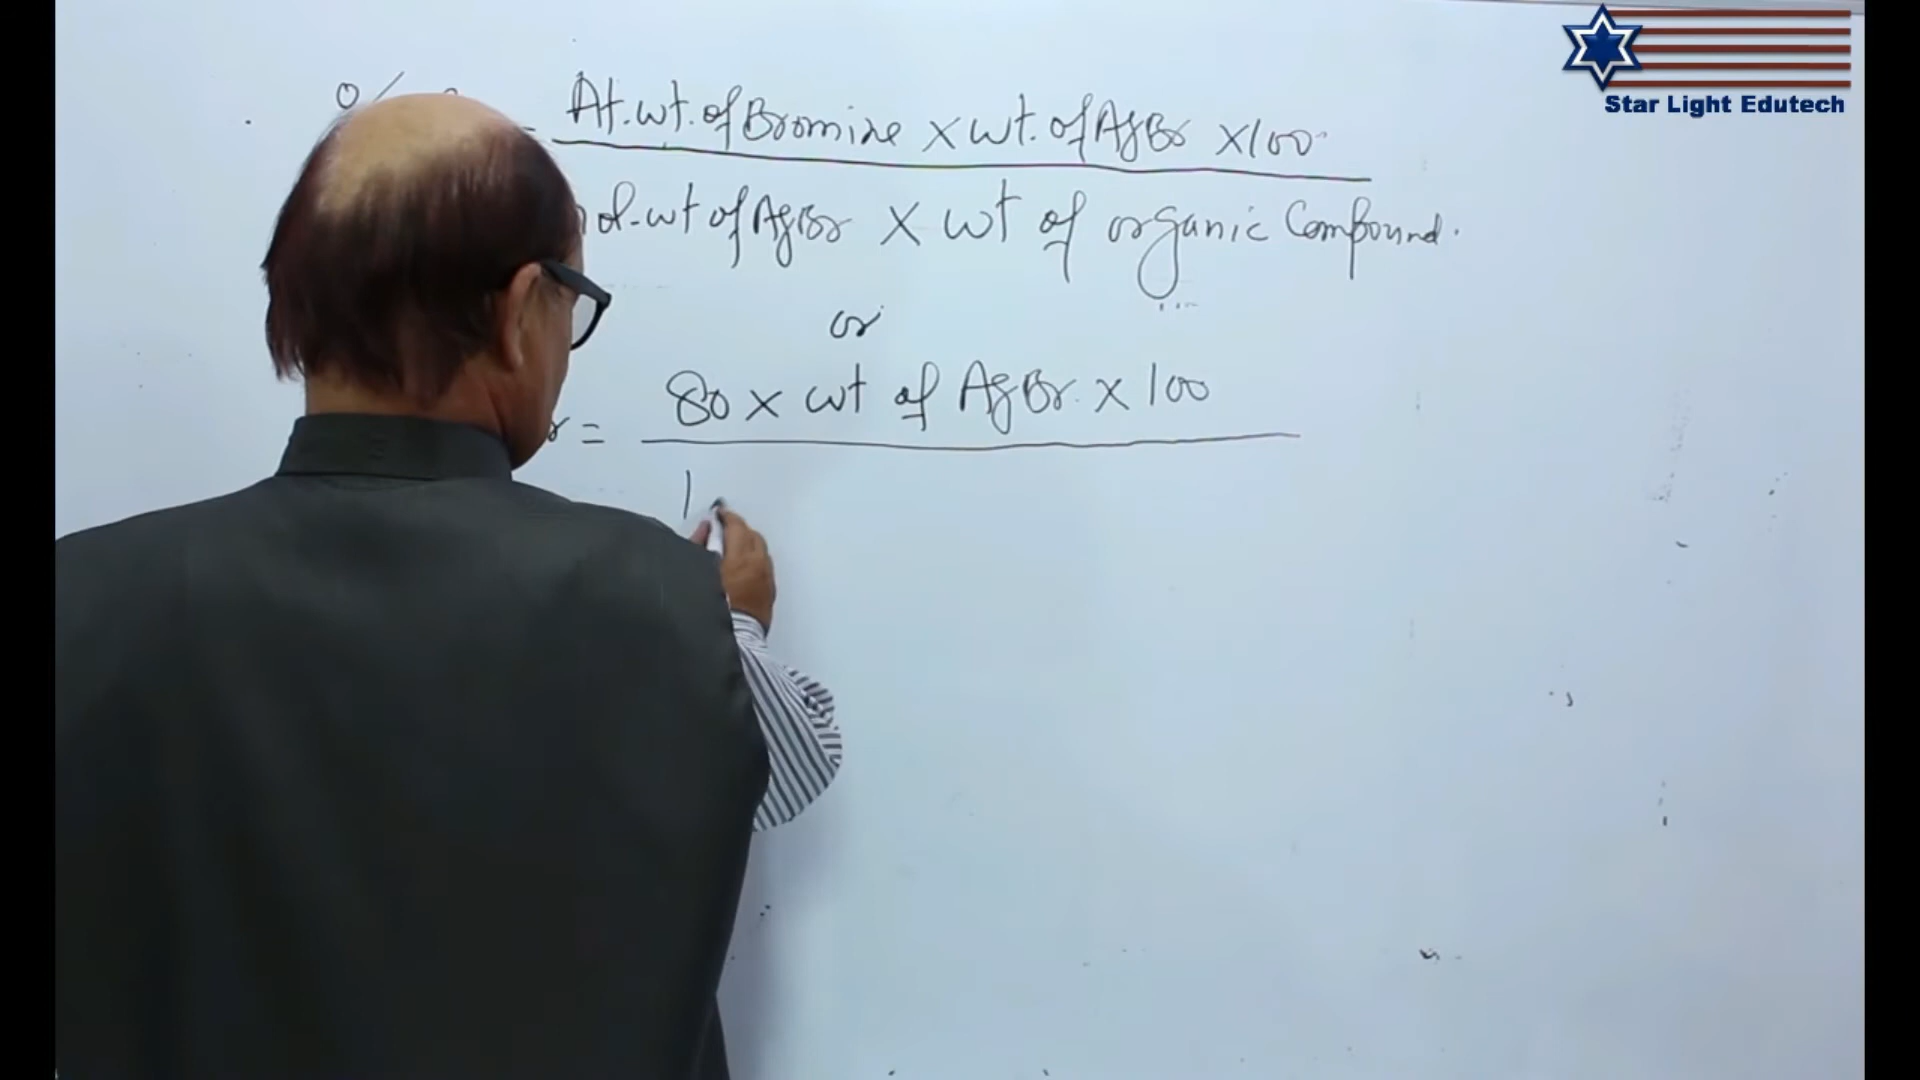 Star Light Edutech
% = At. wt. of Bromine × wt. of AgBr × 100
wt of AgBr × wt of organic Compound.
or
= 80 × wt of AgBr × 100
1